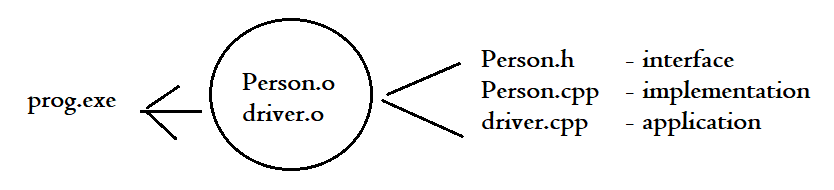 prog.exe
Person.o
driver.o
Person.h - interface
Person.cpp - implementation
driver.cpp - application